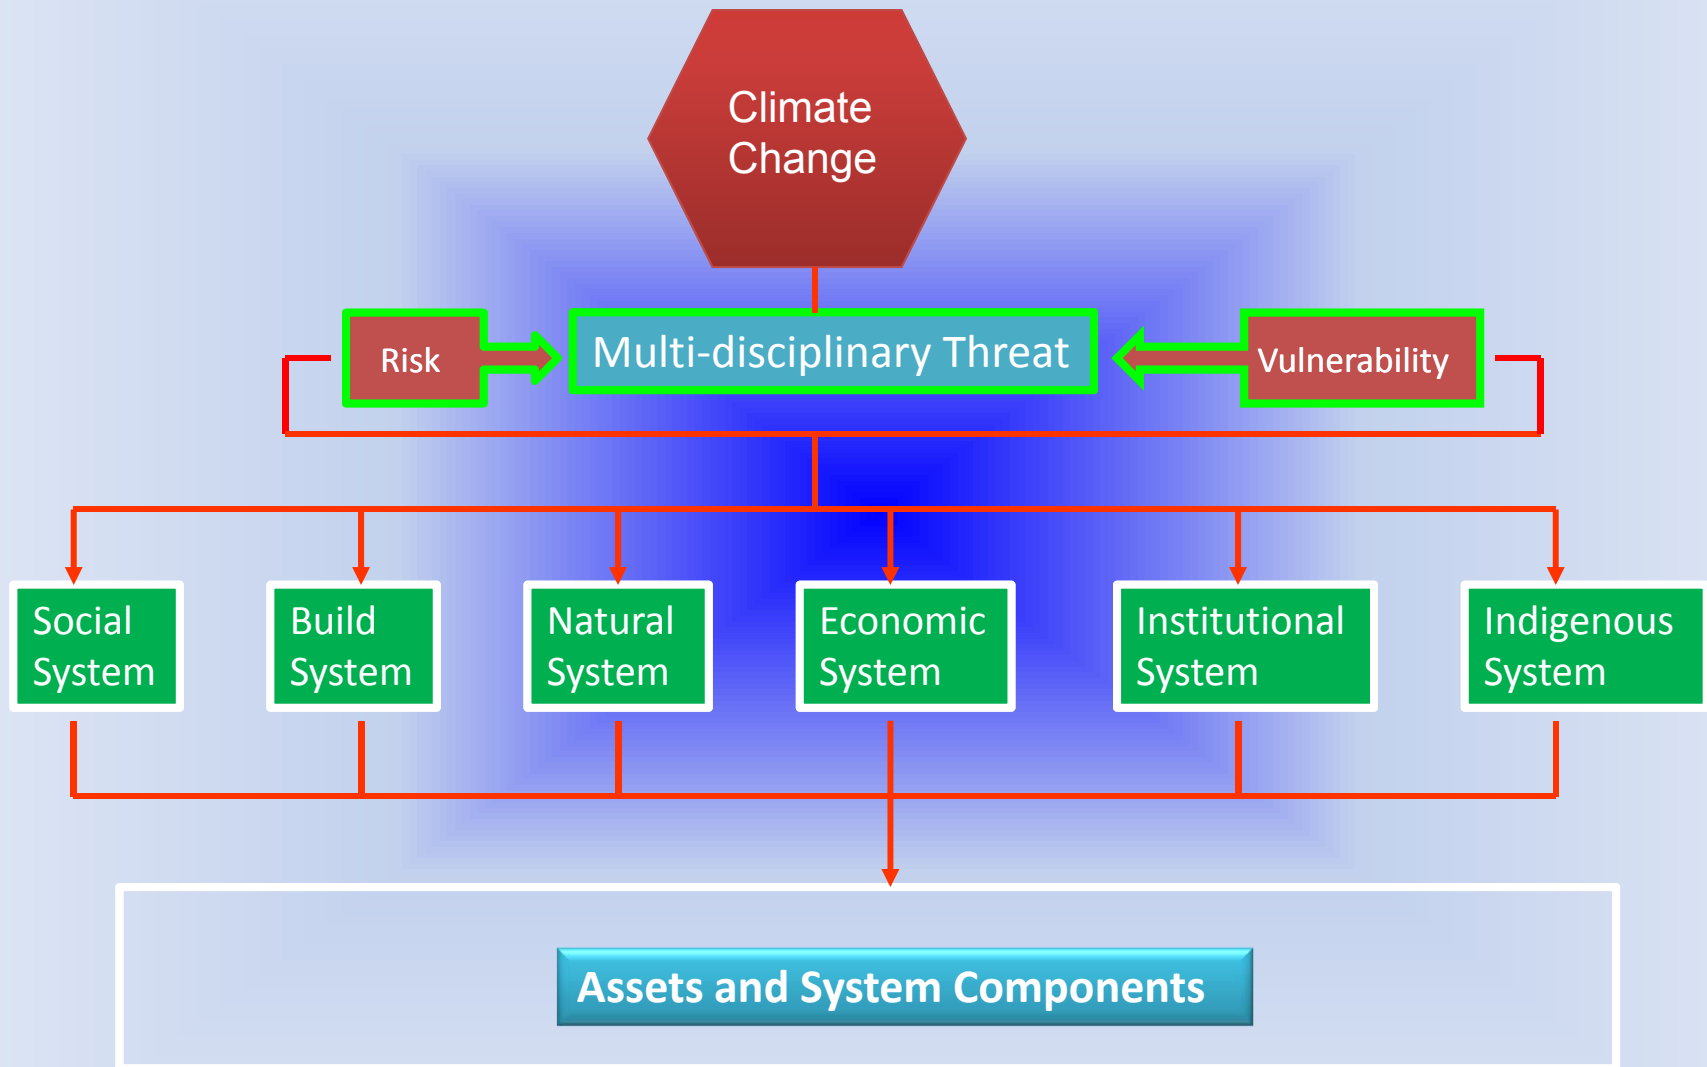 Climate
Change
Risk
Multi-disciplinary Threat
Vulnerability
Social
System
Build
System
Natural
System
Economic
System
Institutional
System
Indigenous
System
Assets and System Components